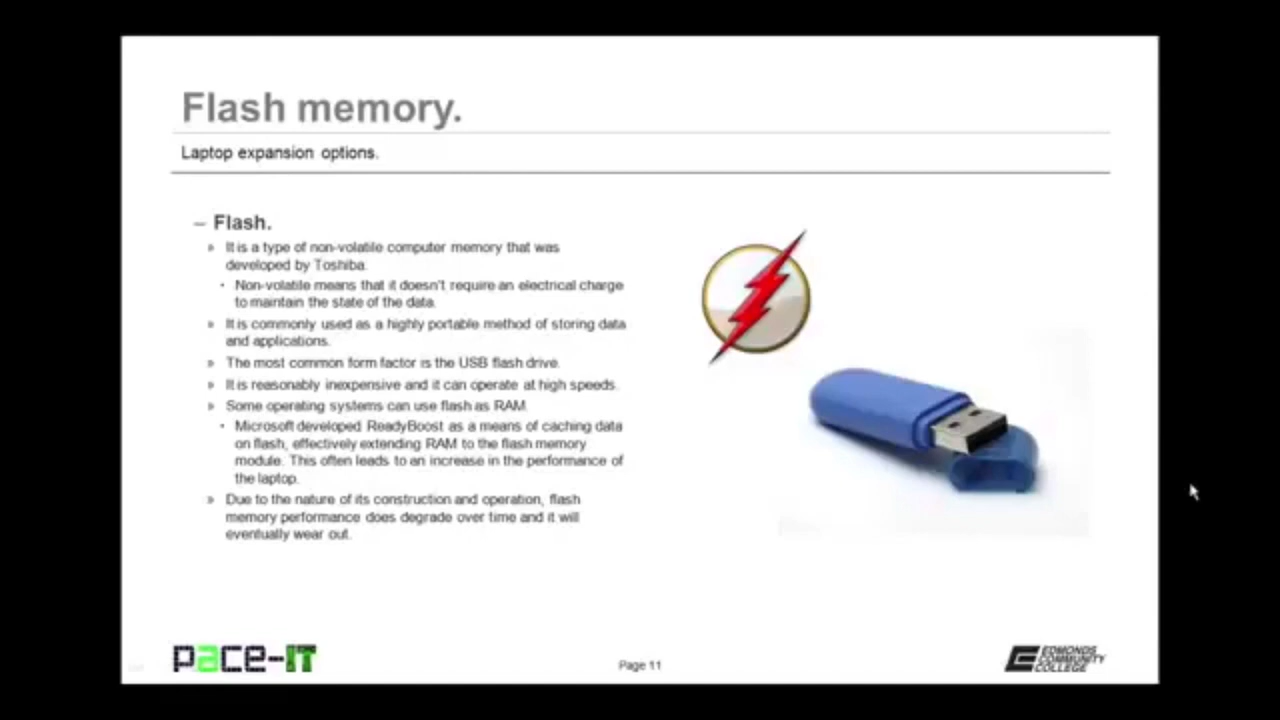 Flash memory.
Laptop expansion options.
– Flash.
» It is a type of non-volatile computer memory that was
developed by Toshiba.
• Non-volatile means that it doesn't require an electrical charge
to maintain the state of the data.
» It is commonly used as a highly portable method of storing data
and applications.
» The most common form factor is the USB flash drive.
» It is reasonably inexpensive and it can operate at high speeds.
» Some operating systems can use flash as RAM.
• Microsoft developed ReadyBoost as a means of caching data
on flash, effectively extending RAM to the flash memory
module. This often leads to an increase in the performance of
the laptop.
» Due to the nature of its construction and operation, flash
memory performance does degrade over time and it will
eventually wear out.
pace-IT
Page 11
EDMONDS
COMMUNITY
COLLEGE